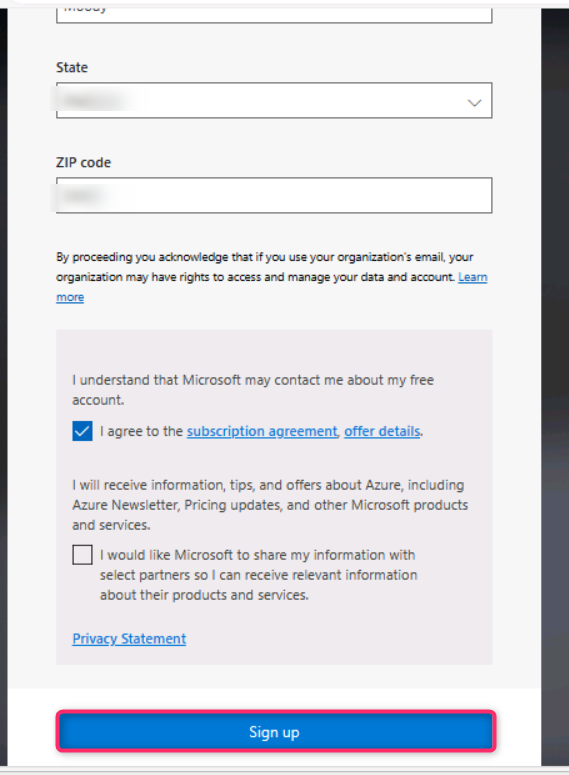 Moody
State
ZIP code
By proceeding you acknowledge that if you use your organization's email, your
organization may have rights to access and manage your data and account. Learn
more
I understand that Microsoft may contact me about my free
account.
I agree to the subscription agreement, offer details.
I will receive information, tips, and offers about Azure, including
Azure Newsletter, Pricing updates, and other Microsoft products
and services.
I would like Microsoft to share my information with
select partners so I can receive relevant information
about their products and services.
Privacy Statement
Sign up